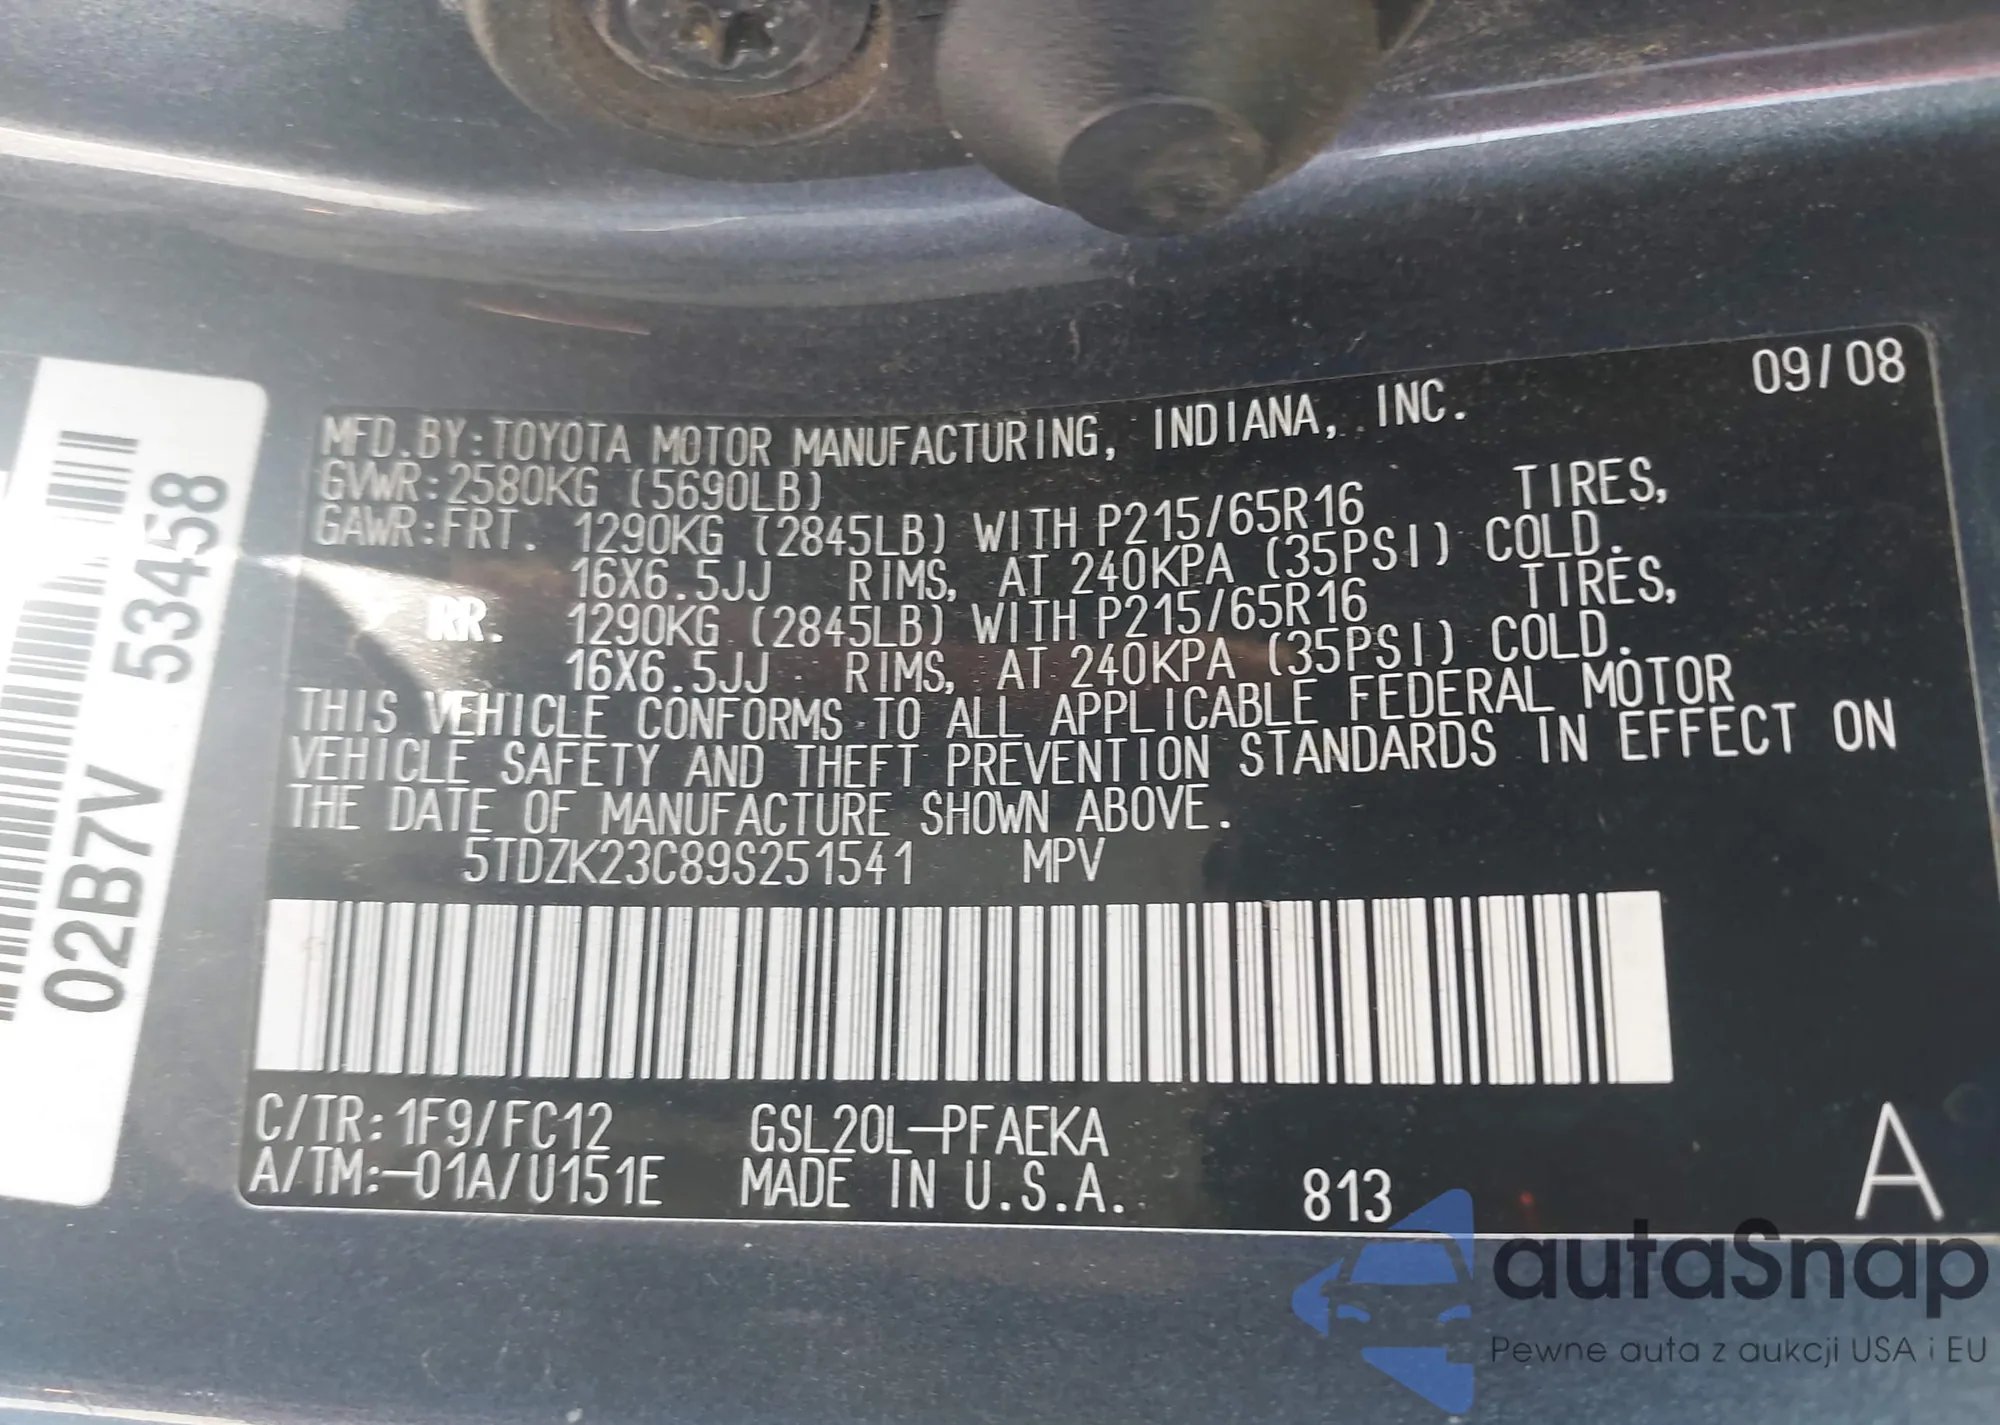 09/08
MFD.BY:TOYOTA MOTOR MANUFACTURING, INDIANA, INC.
GVWR:2580KG (5690LB)
GAWR:FRT. 1290KG (2845LB) WITH P215/65R16 TIRES,
16X6.5JJ RIMS, AT 240KPA (35PSI) COLD.
RR. 1290KG (2845LB) WITH P215/65R16 TIRES,
16X6.5JJ RIMS, AT 240KPA (35PSI) COLD.
THIS VEHICLE CONFORMS TO ALL APPLICABLE FEDERAL MOTOR
VEHICLE SAFETY AND THEFT PREVENTION STANDARDS IN EFFECT ON
THE DATE OF MANUFACTURE SHOWN ABOVE.
5TDZK23C89S251541 MPV
C/TR:1F9/FC12 GSL20L-PFAEKA
A/TM:-01A/U151E MADE IN U.S.A. 813 A
02B7V 53458
autaSnap
Pewne auta z aukcji USA i EU